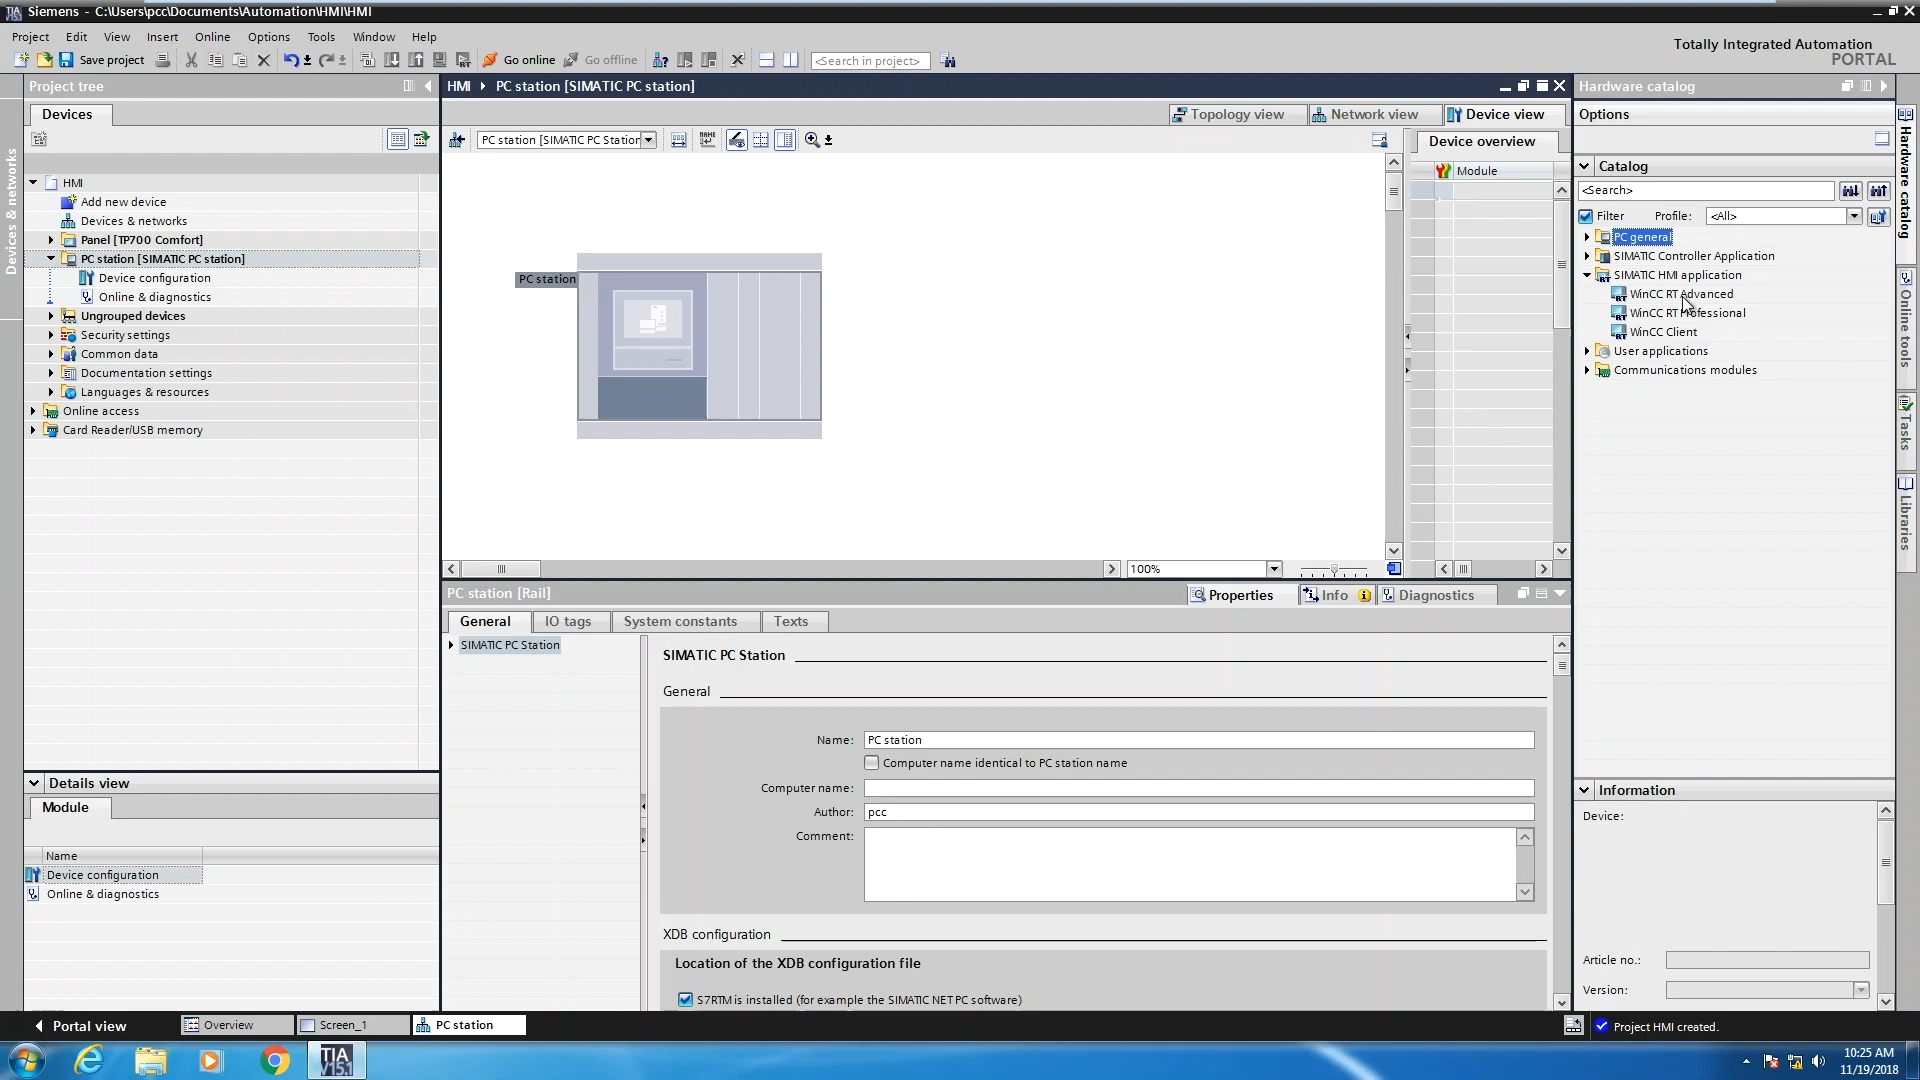 Siemens - C:\Users\pcc\Documents\Automation\HMI\HMI
Project Edit View Insert Online Options Tools Window Help
Totally Integrated Automation
PORTAL
Save project
Go online
Go offline
<Search in project>
Project tree
HMI PC station [SIMATIC PC station]
Hardware catalog
Devices
Topology view
Network view
Device view
Options
PC station [SIMATIC PC Station
Device overview
Module
Catalog
<Search>
Filter Profile: <All>
Devices & networks
HMI
Add new device
Devices & networks
Panel [TP700 Comfort]
PC station [SIMATIC PC station]
Device configuration
Online & diagnostics
Ungrouped devices
Security settings
Common data
Documentation settings
Languages & resources
Online access
Card Reader/USB memory
PC station
PC general
SIMATIC Controller Application
SIMATIC HMI application
WinCC RT Advanced
WinCC RT Professional
WinCC Client
User applications
Communications modules
Hardware catalog
Online tools
Tasks
Libraries
100%
PC station [Rail]
Properties
Info
Diagnostics
General
IO tags
System constants
Texts
SIMATIC PC Station
SIMATIC PC Station
General
Name: PC station
Computer name identical to PC station name
Computer name:
Author: pcc
Comment:
XDB configuration
Location of the XDB configuration file
S7RTM is installed (for example the SIMATIC NET PC software)
Details view
Module
Name
Device configuration
Online & diagnostics
Information
Device:
Article no.:
Version:
Portal view
Overview
Screen_1
PC station
Project HMI created.
TIA
V15.1
10:25 AM
11/19/2018